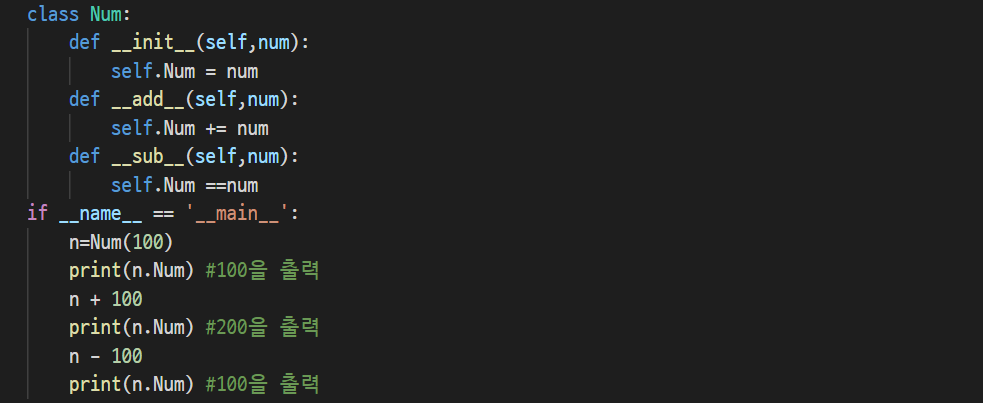 class Num:
    def __init__(self,num):
        self.Num = num
    def __add__(self,num):
        self.Num += num
    def __sub__(self,num):
        self.Num ==num
if __name__ == '__main__':
    n=Num(100)
    print(n.Num) #100을 출력
    n + 100
    print(n.Num) #200을 출력
    n - 100
    print(n.Num) #100을 출력